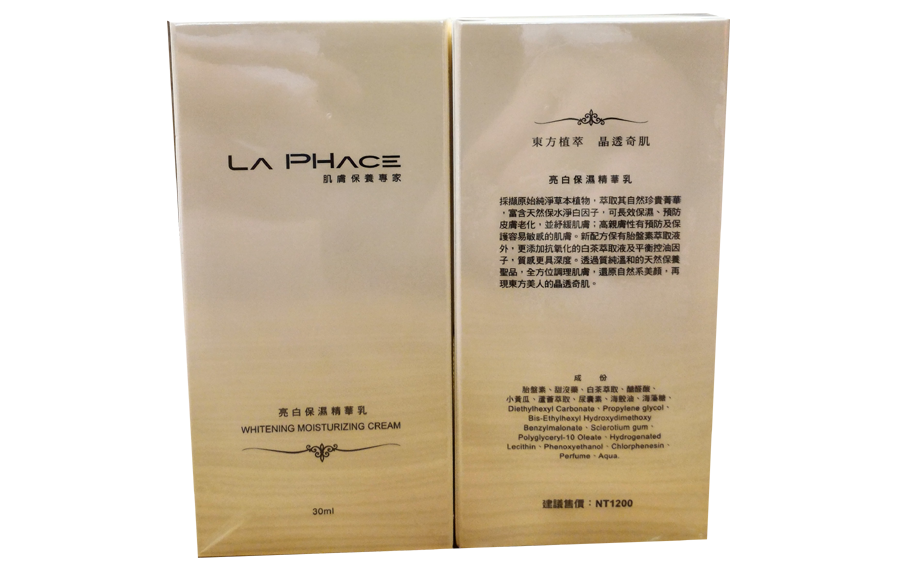 LA PHACE
肌膚保養專家
亮白保濕精華乳
WHITENING MOISTURIZING CREAM
30ml
東方植萃 晶透奇肌
亮白保濕精華乳
採擷原始純淨草本植物，萃取其自然珍貴菁華
，富含天然保水淨白因子，可長效保濕、預防
皮膚老化，並紓緩肌膚；高親膚性有預防及保
護容易敏感的肌膚。新配方保有胎盤素萃取液
外，更添加抗氧化的白茶萃取液及平衡控油因
子，質感更具深度。透過質純溫和的天然保養
聖品，全方位調理肌膚，還原自然系美顏，再
現東方美人的晶透奇肌。
成 份
胎盤素、甜沒藥、白茶萃取、醣醛酸、
小黃瓜、蘆薈萃取、尿囊素、海鮫油、海藻醣、
Diethylhexyl Carbonate、Propylene glycol、
Bis-Ethylhexyl Hydroxydimethoxy
Benzylmalonate、Sclerotium gum、
Polyglyceryl-10 Oleate、Hydrogenated
Lecithin、Phenoxyethanol、Chlorphenesin、
Perfume、Aqua.
建議售價：NT1200